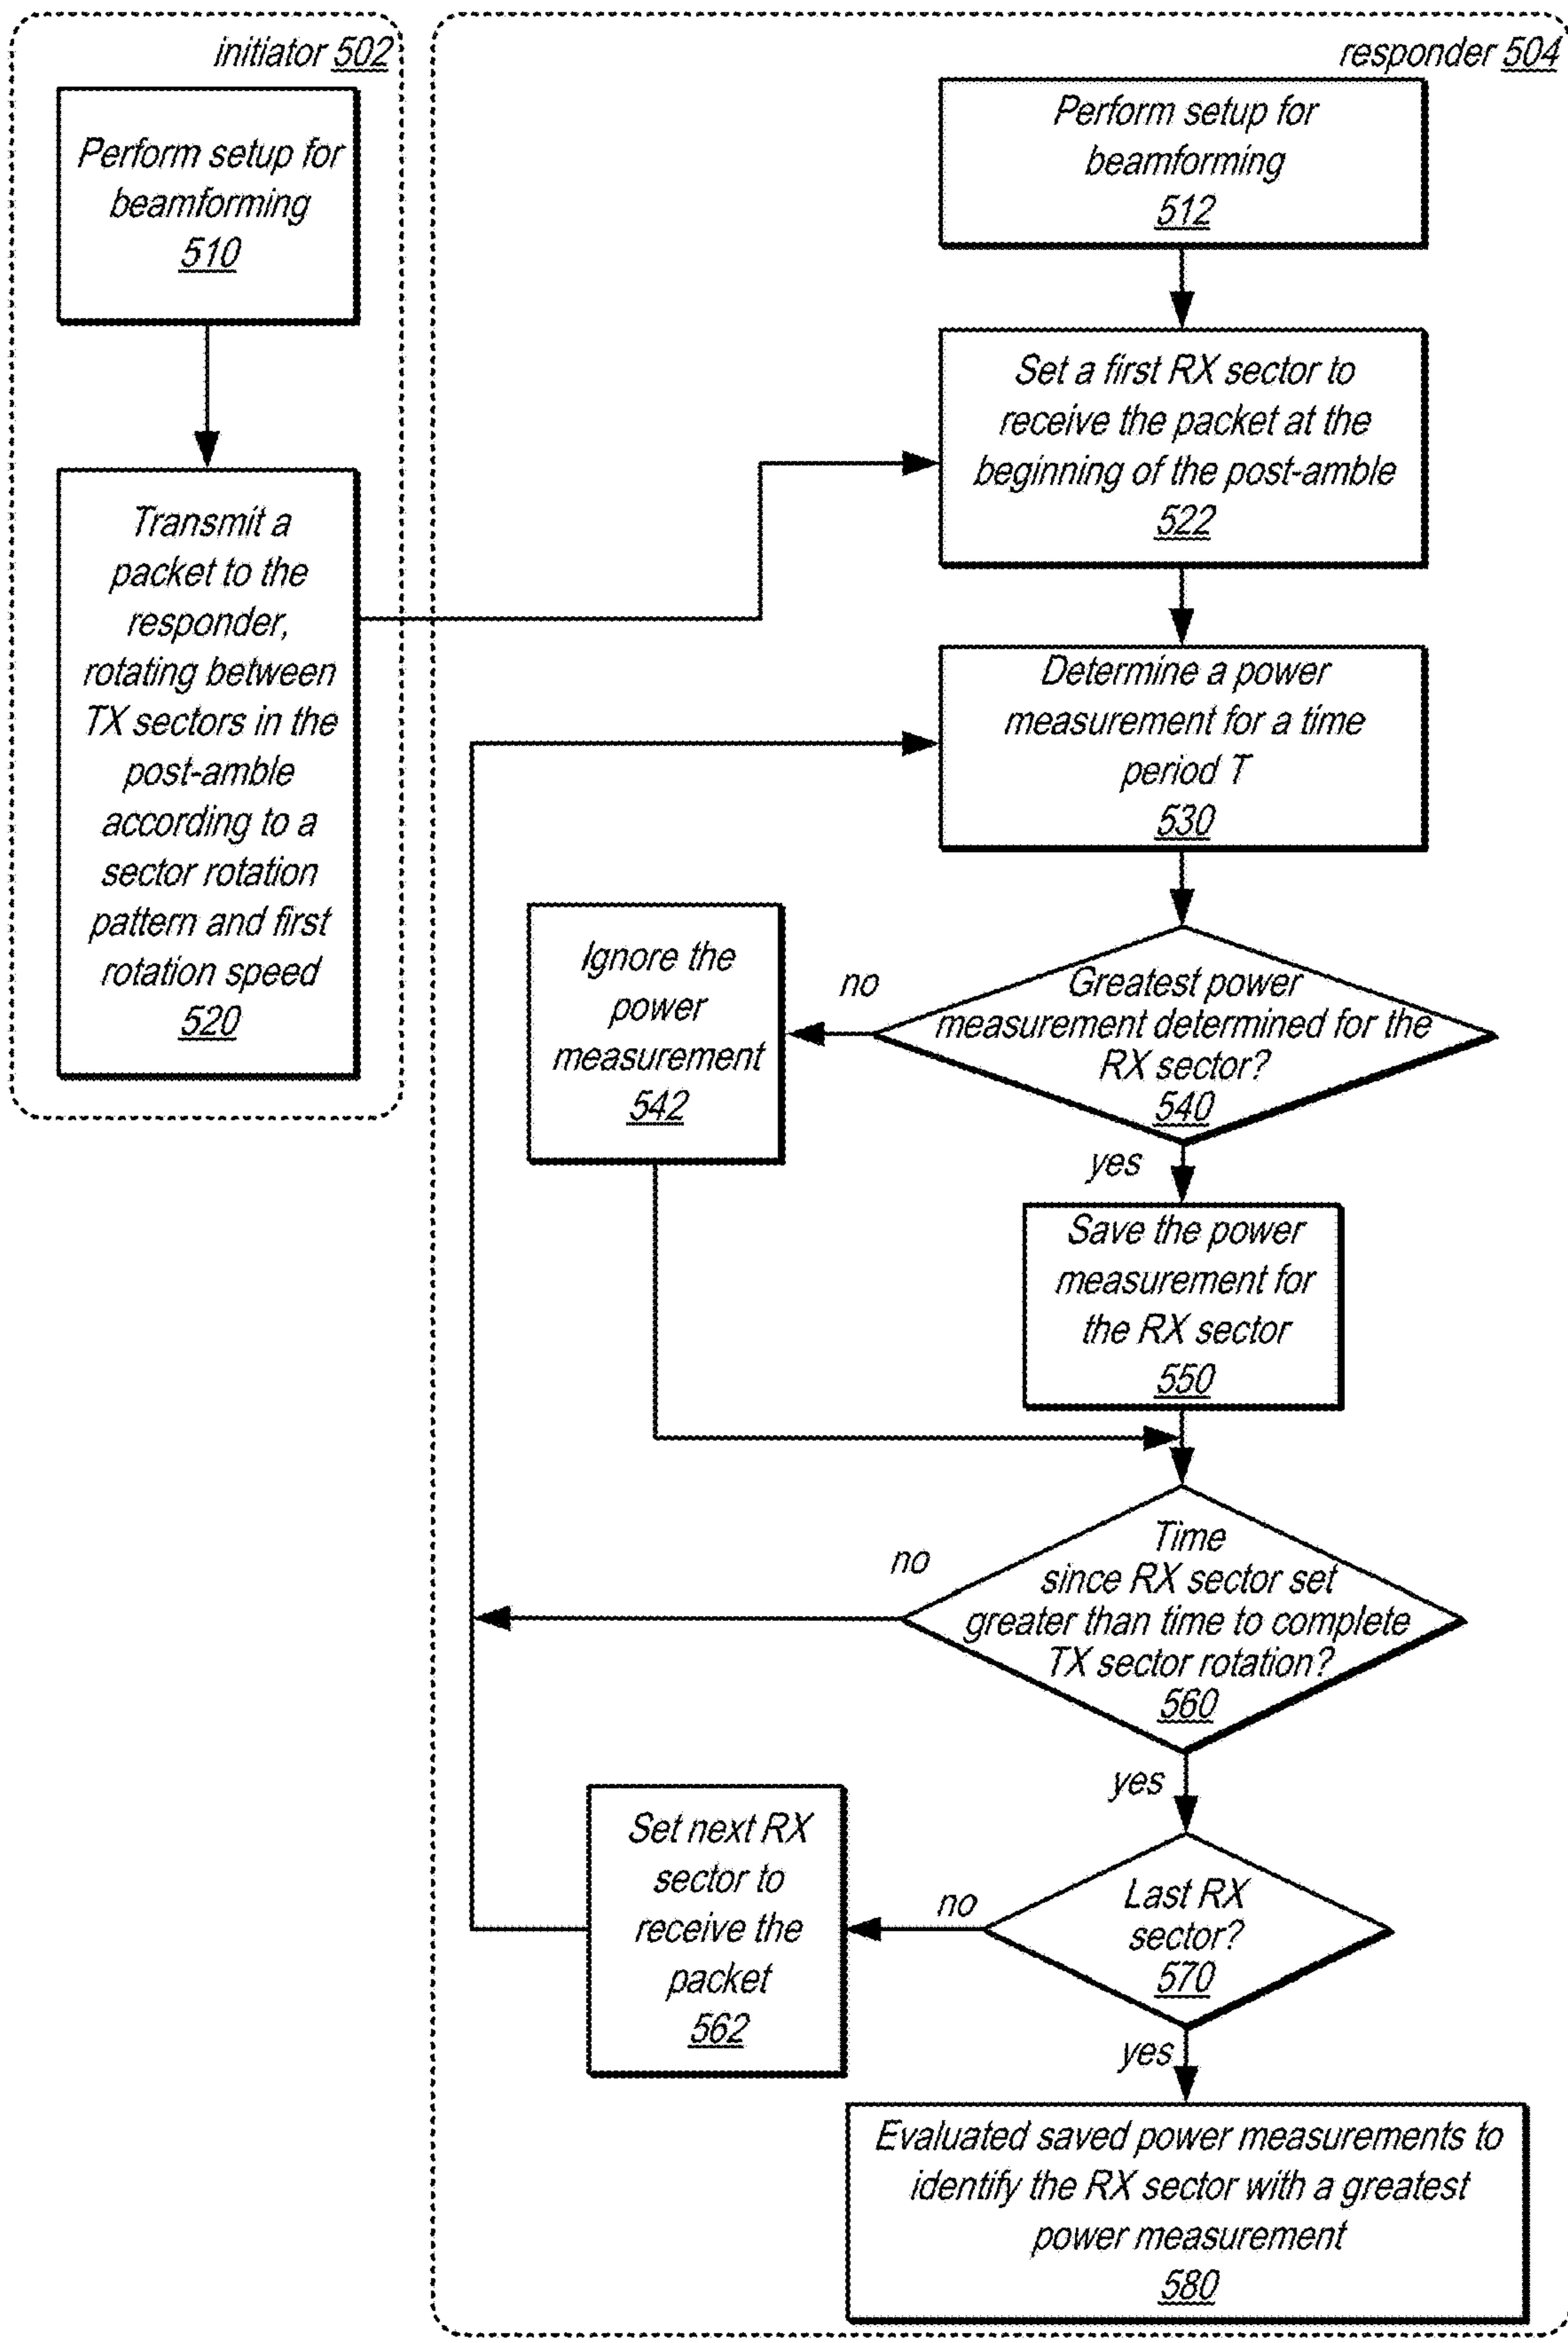 initiator 502
Perform setup for
beamforming
510
Transmit a
packet to the
responder,
rotating between
TX sectors in the
post-amble
according to a
sector rotation
pattern and first
rotation speed
520
responder 504
Perform setup for
beamforming
512
Set a first RX sector to
receive the packet at the
beginning of the post-amble
522
Determine a power
measurement for a time
period T
530
Greatest power
measurement determined for the
RX sector?
540
no
Ignore the
power
measurement
542
yes
Save the power
measurement for
the RX sector
550
Time
since RX sector set
greater than time to complete
TX sector rotation?
560
no
yes
Last RX
sector?
570
no
Set next RX
sector to
receive the
packet
562
yes
Evaluated saved power measurements to
identify the RX sector with a greatest
power measurement
580